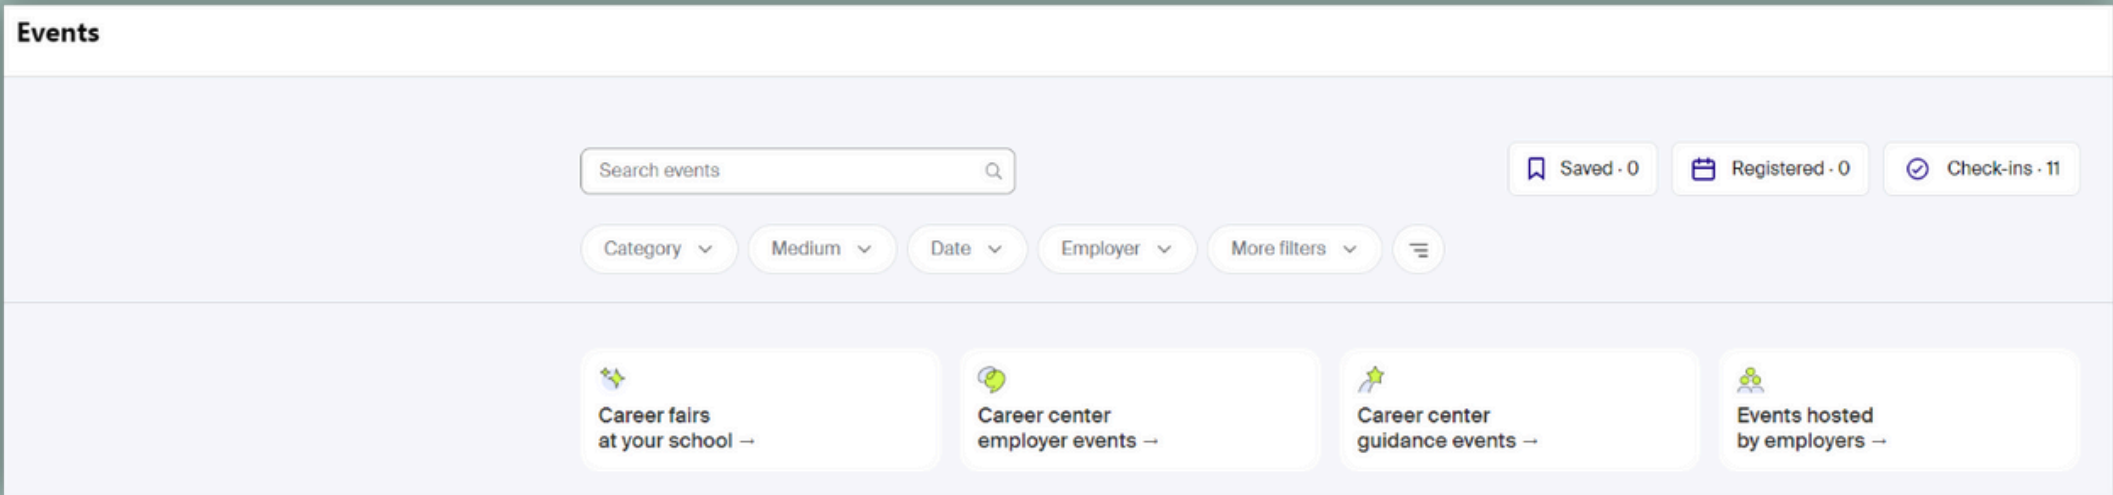 Events
Search events
Saved · 0
Registered · 0
Check-ins · 11
Category
Medium
Date
Employer
More filters
Career fairs
at your school →
Career center
employer events →
Career center
guidance events →
Events hosted
by employers →